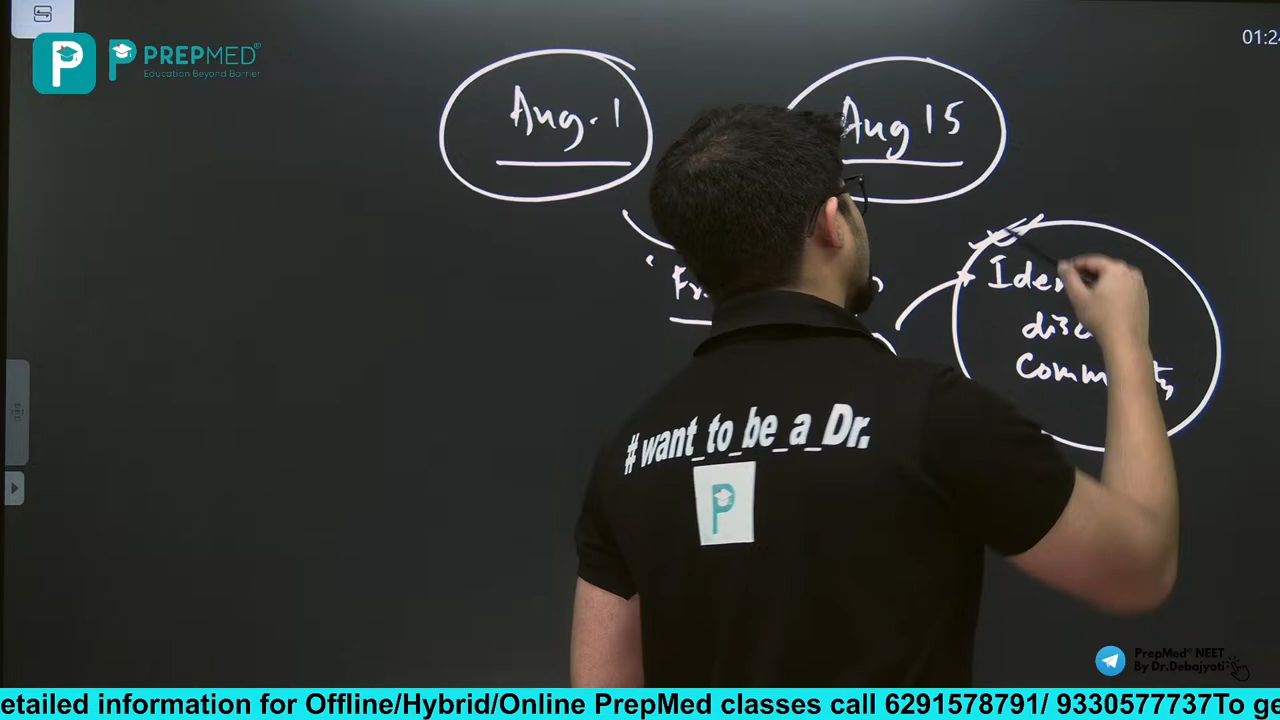 PREPMED®
Education Beyond Barrier
01:24
Aug. 1
Aug 15
#want_to_be_a_Dr.
PrepMed® NEET
By Dr.Debajyoti
etailed information for Offline/Hybrid/Online PrepMed classes call 6291578791/ 9330577737To ge